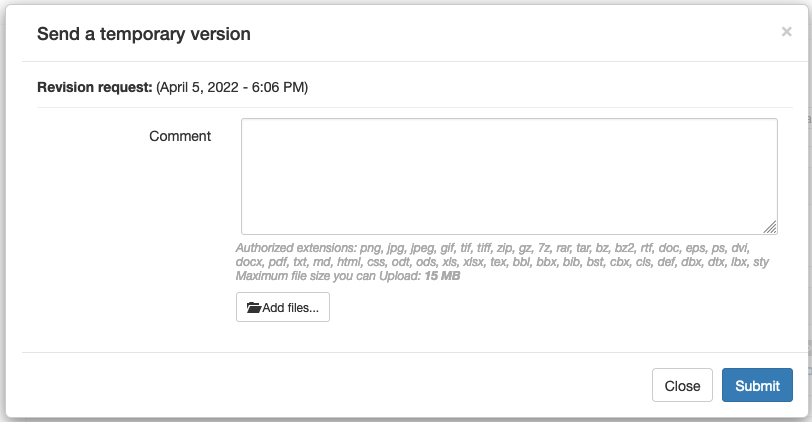 Send a temporary version
×
Revision request: (April 5, 2022 - 6:06 PM)
Comment
Authorized extensions: png, jpg, jpeg, gif, tif, tiff, zip, gz, 7z, rar, tar, bz, bz2, rtf, doc, eps, ps, dvi,
docx, pdf, txt, md, html, css, odt, ods, xls, xlsx, tex, bbl, bbx, bib, bst, cbx, cls, def, dbx, dtx, lbx, sty
Maximum file size you can Upload: 15 MB
Add files...
Close
Submit